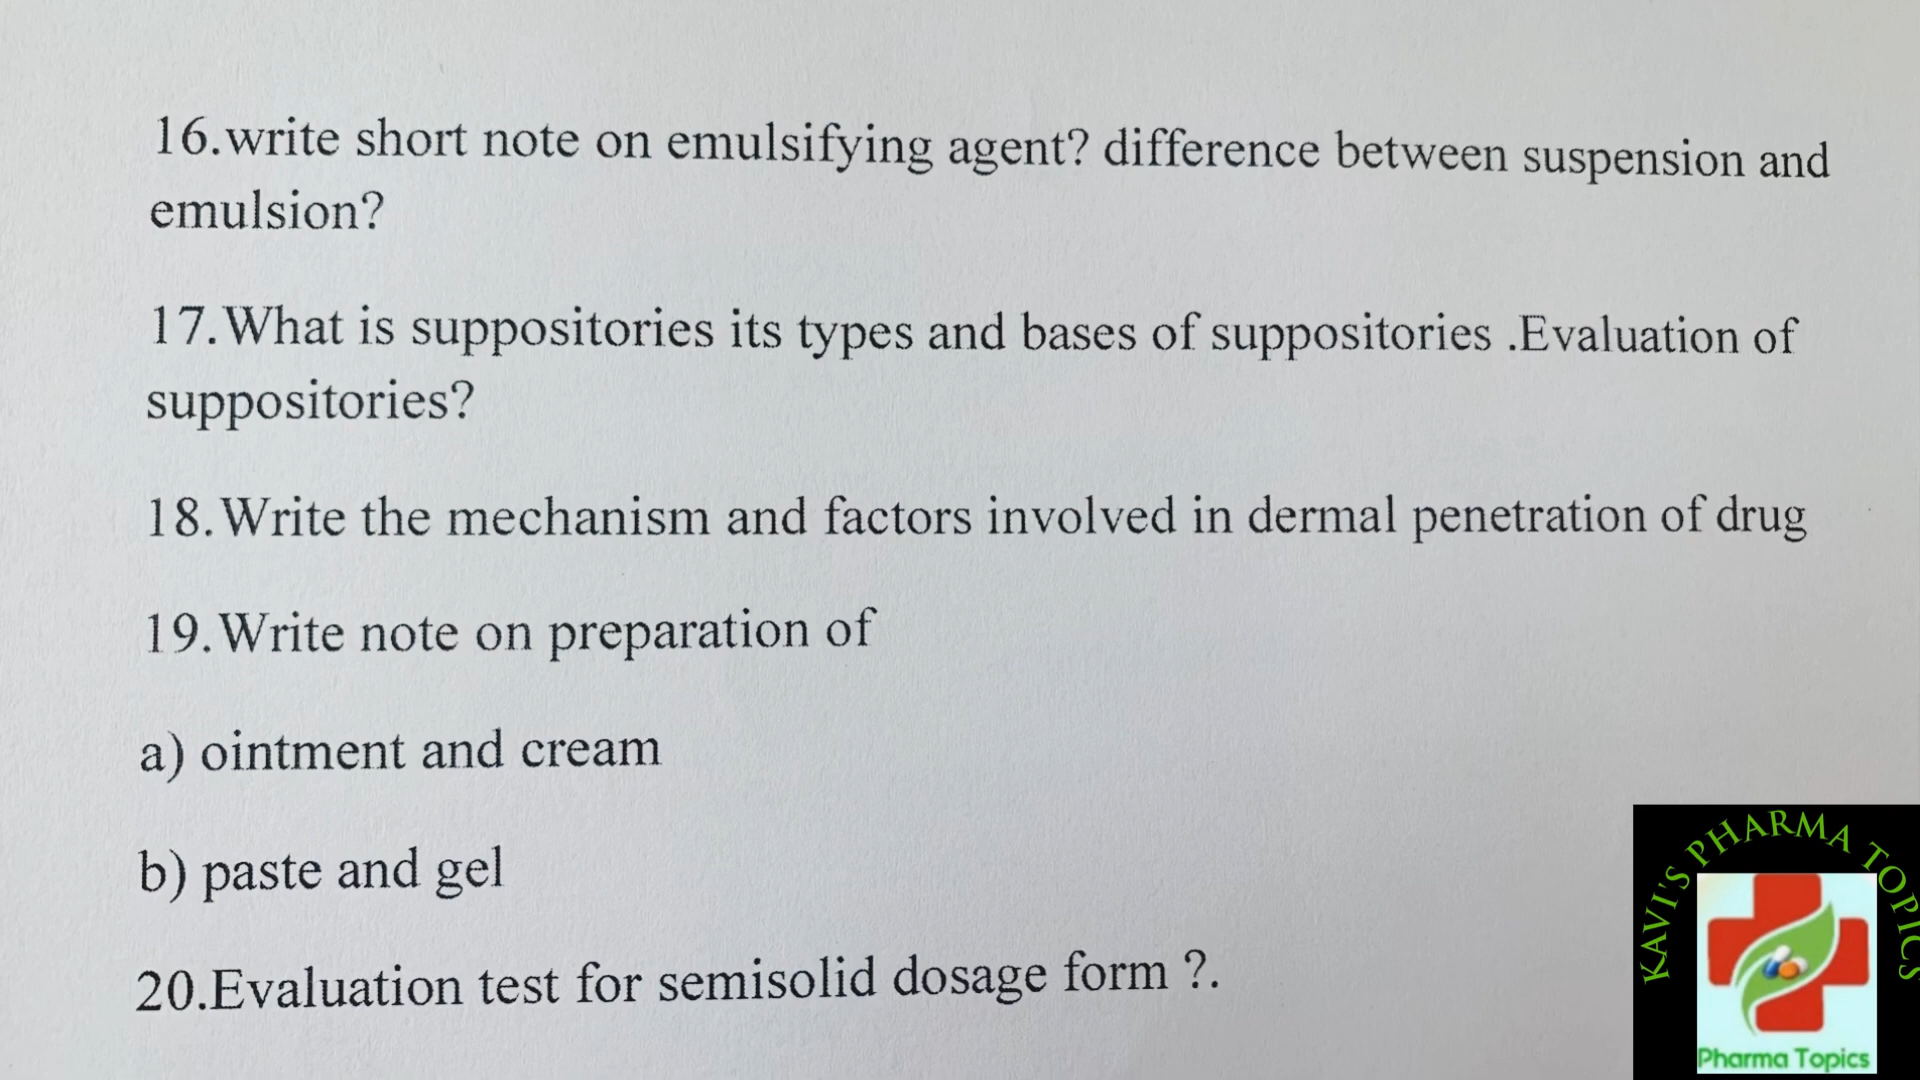 16.write short note on emulsifying agent? difference between suspension and
emulsion?
17.What is suppositories its types and bases of suppositories .Evaluation of
suppositories?
18.Write the mechanism and factors involved in dermal penetration of drug
19.Write note on preparation of
a) ointment and cream
b) paste and gel
20.Evaluation test for semisolid dosage form ?.
KAVI'S PHARMA TOPICS
Pharma Topics